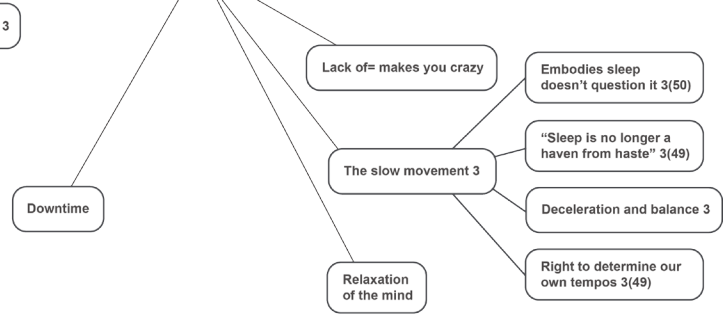 3
Lack of= makes you crazy
Embodies sleep
doesn’t question it 3(50)
“Sleep is no longer a
haven from haste” 3(49)
The slow movement 3
Downtime
Deceleration and balance 3
Relaxation
of the mind
Right to determine our
own tempos 3(49)